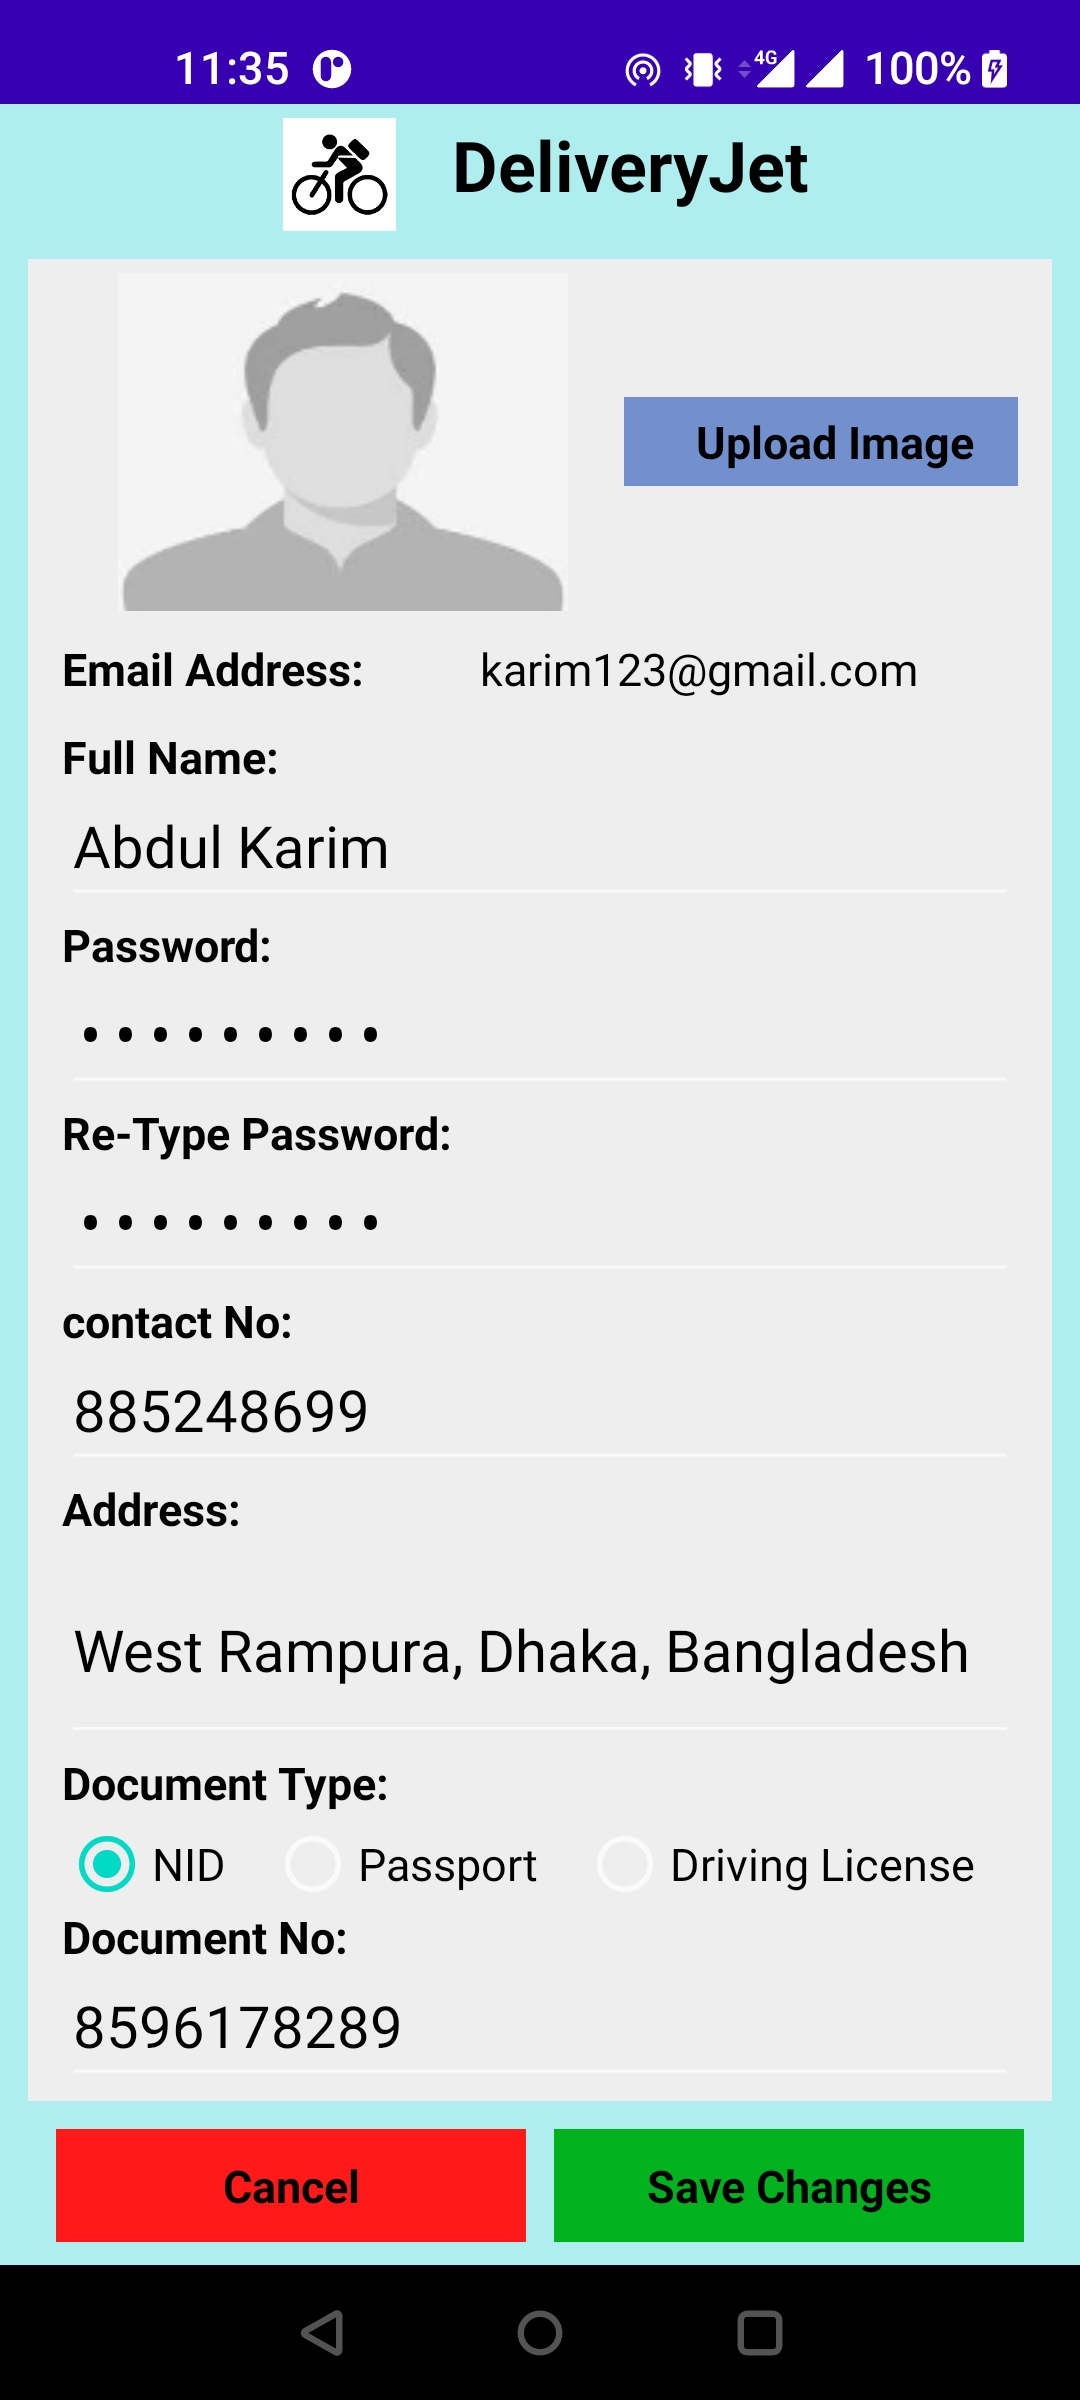 11:35 4G 100%
DeliveryJet
Upload Image
Email Address: karim123@gmail.com
Full Name:
Abdul Karim
Password:
•••••••••
Re-Type Password:
•••••••••
contact No:
885248699
Address:
West Rampura, Dhaka, Bangladesh
Document Type:
NID Passport Driving License
Document No:
8596178289
Cancel Save Changes